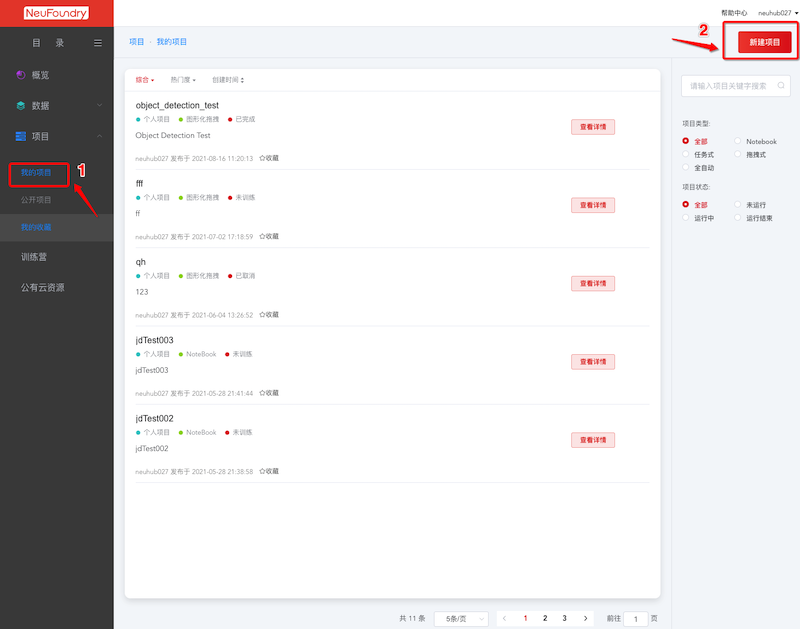 NeuFoundry
帮助中心 neuhub027
目 录
概览
数据
项目
我的项目
1
公开项目
我的收藏
训练营
公有云资源
项目 我的项目
2
新建项目
综合 热门度 创建时间
object_detection_test
个人项目 图形化拖拽 已完成
Object Detection Test
neuhub027 发布于 2021-08-16 11:20:13 收藏
查看详情
fff
个人项目 图形化拖拽 未训练
ff
neuhub027 发布于 2021-07-02 17:18:59 收藏
查看详情
qh
个人项目 图形化拖拽 已取消
123
neuhub027 发布于 2021-06-04 13:26:52 收藏
查看详情
jdTest003
个人项目 NoteBook 未训练
jdTest003
neuhub027 发布于 2021-05-28 21:41:44 收藏
查看详情
jdTest002
个人项目 NoteBook 未训练
jdTest002
neuhub027 发布于 2021-05-28 21:38:58 收藏
查看详情
共 11 条 5条/页 1 2 3 前往 1 页
请输入项目关键字搜索
项目类型:
全部 Notebook
任务式 拖拽式
全自动
项目状态:
全部 未运行
运行中 运行结束